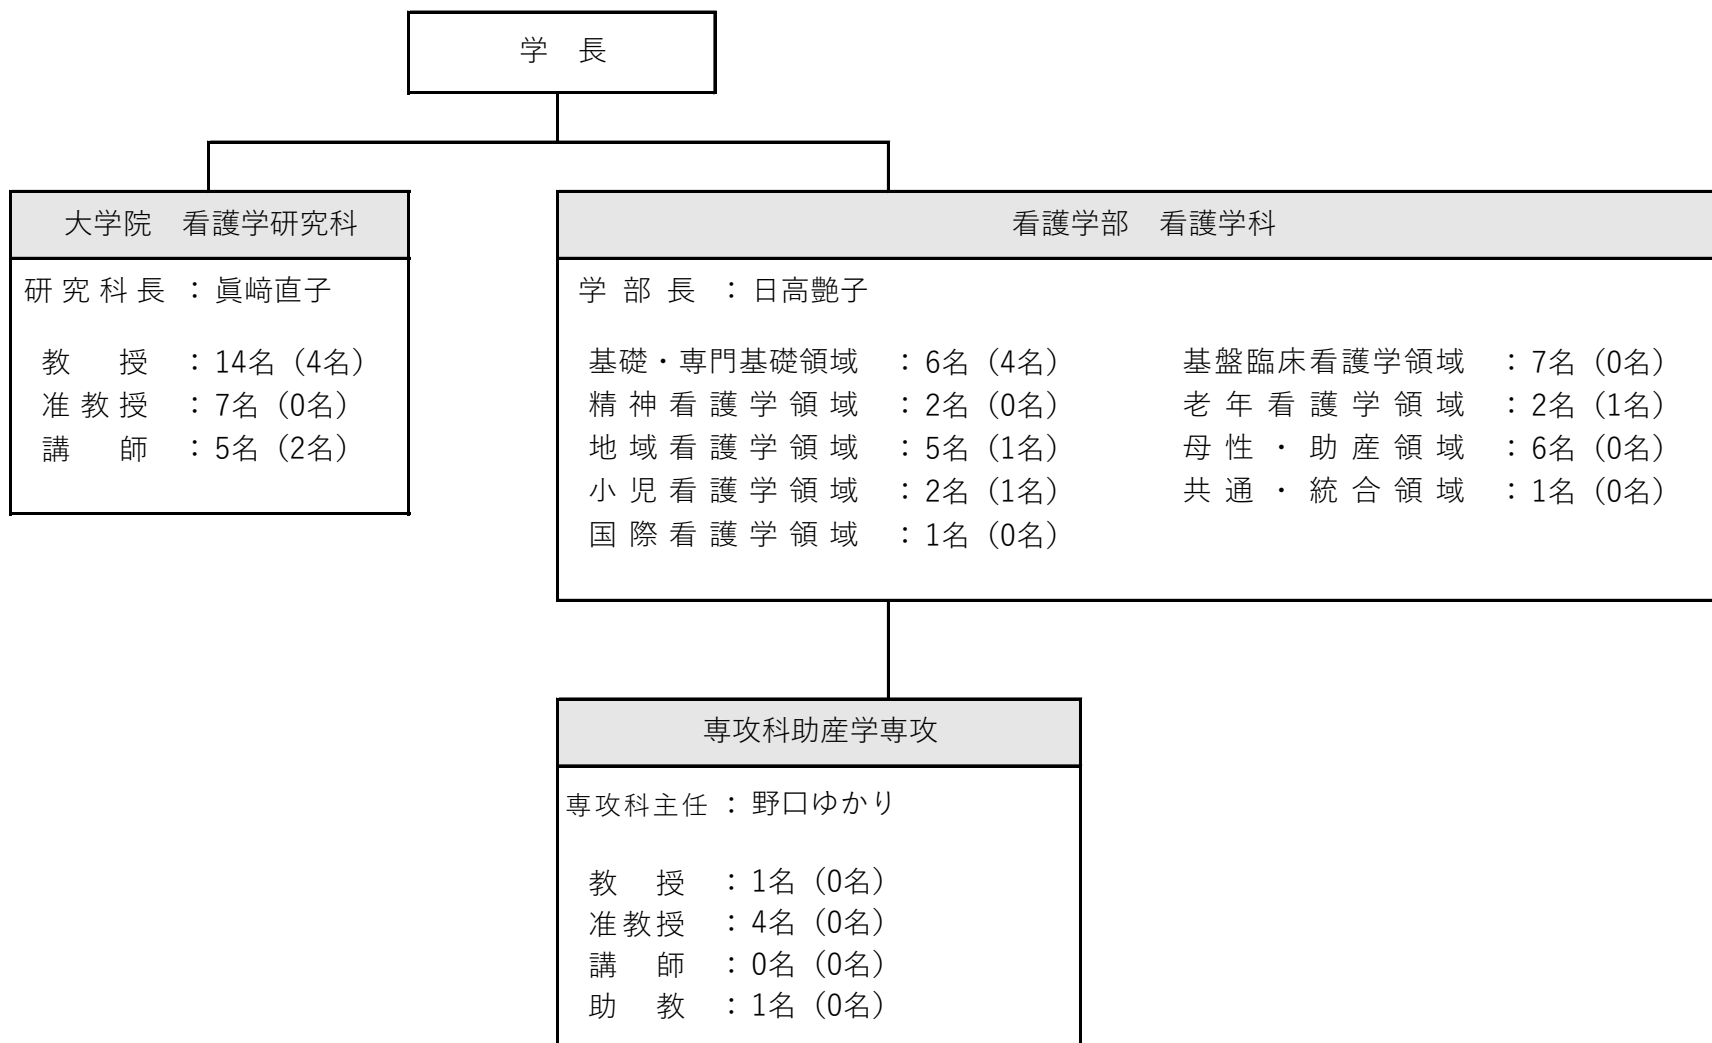 学　長
大学院　看護学研究科
研究科長：眞﨑直子
教　授：14名（4名）
准教授：7名（0名）
講　師：5名（2名）
看護学部　看護学科
学部長：日高艶子
基礎・専門基礎領域：6名（4名）
精神看護学領域：2名（0名）
地域看護学領域：5名（1名）
小児看護学領域：2名（1名）
国際看護学領域：1名（0名）
基盤臨床看護学領域：7名（0名）
老年看護学領域：2名（1名）
母性・助産領域：6名（0名）
共通・統合領域：1名（0名）
専攻科助産学専攻
専攻科主任：野口ゆかり
教　授：1名（0名）
准教授：4名（0名）
講　師：0名（0名）
助　教：1名（0名）